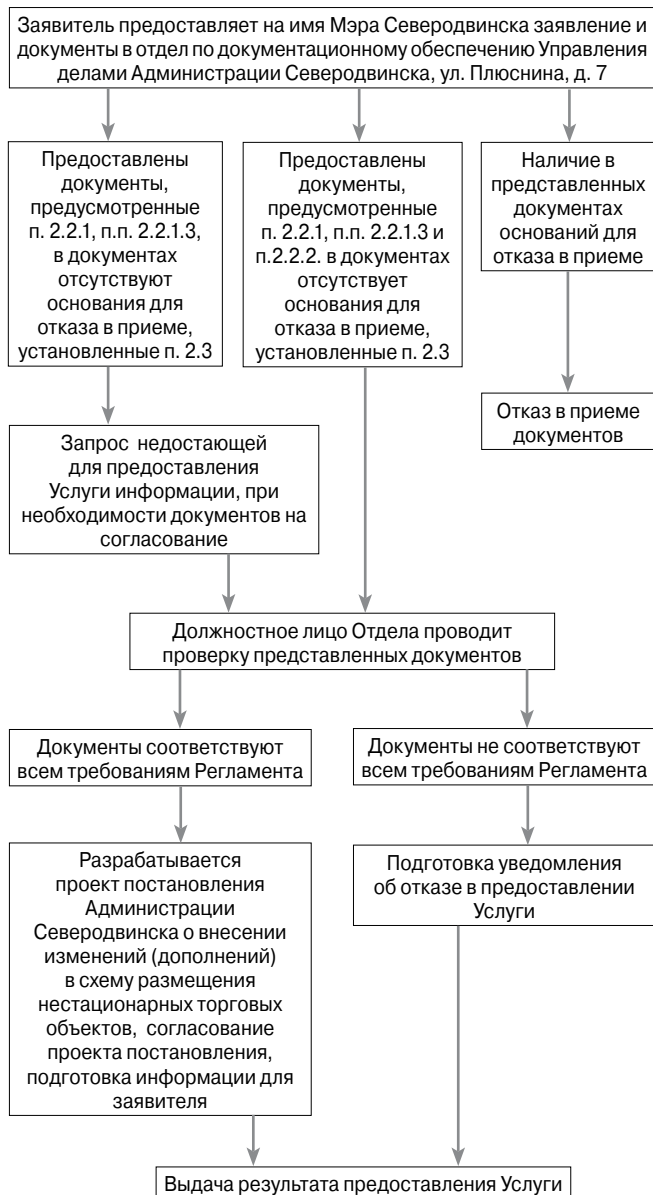 Заявитель предоставляет на имя Мэра Северодвинска заявление и
документы в отдел по документационному обеспечению Управления
делами Администрации Северодвинска, ул. Плюснина, д. 7
Предоставлены
документы,
предусмотренные
п. 2.2.1, п.п. 2.2.1.3,
в документах
отсутствуют
основания для
отказа в приеме,
установленные п. 2.3
Предоставлены
документы,
предусмотренные
п. 2.2.1, п.п. 2.2.1.3 и
п.2.2.2. в документах
отсутствует
основания для
отказа в приеме,
установленные п. 2.3
Наличие в
представленных
документах
оснований для
отказа в приеме
Отказ в приеме
документов
Запрос недостающей
для предоставления
Услуги информации, при
необходимости документов на
согласование
Должностное лицо Отдела проводит
проверку представленных документов
Документы соответствуют
всем требованиям Регламента
Документы не соответствуют
всем требованиям Регламента
Разрабатывается
проект постановления
Администрации
Северодвинска о внесении
изменений (дополнений)
в схему размещения
нестационарных торговых
объектов, согласование
проекта постановления,
подготовка информации для
заявителя
Подготовка уведомления
об отказе в предоставлении
Услуги
Выдача результата предоставления Услуги